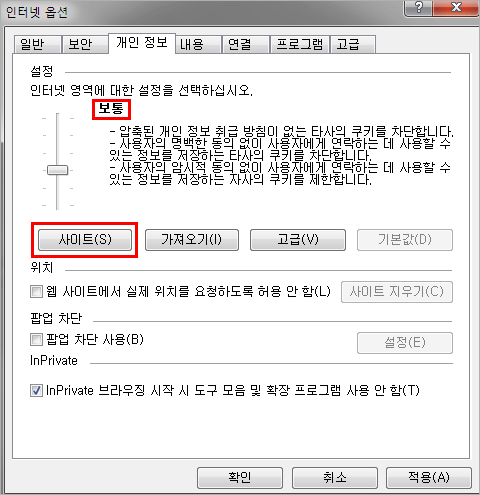 인터넷 옵션
일반 보안 개인 정보 내용 연결 프로그램 고급
설정
인터넷 영역에 대한 설정을 선택하십시오.
보통
- 압축된 개인 정보 취급 방침이 없는 타사의 쿠키를 차단합니다.
- 사용자의 명백한 동의 없이 사용자에게 연락하는 데 사용할 수
있는 정보를 저장하는 타사의 쿠키를 차단합니다.
- 사용자의 암시적 동의 없이 사용자에게 연락하는 데 사용할 수
있는 정보를 저장하는 자사의 쿠키를 제한합니다.
사이트(S) 가져오기(I) 고급(V) 기본값(D)
위치
웹 사이트에서 실제 위치를 요청하도록 허용 안 함(L) 사이트 지우기(C)
팝업 차단
팝업 차단 사용(B) 설정(E)
InPrivate
InPrivate 브라우징 시작 시 도구 모음 및 확장 프로그램 사용 안 함(T)
확인 취소 적용(A)